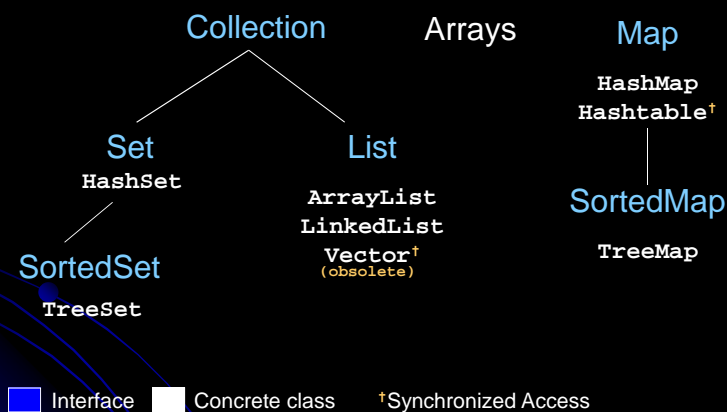 Collection
Arrays
Map
HashMap
Hashtable†
Set
HashSet
List
ArrayList
LinkedList
Vector†
(obsolete)
SortedMap
TreeMap
SortedSet
TreeSet
Interface
Concrete class
†Synchronized Access